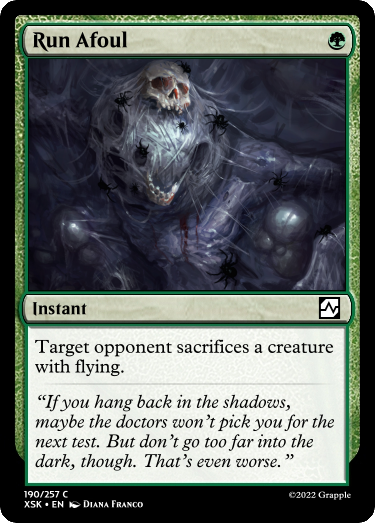 Run Afoul
Instant
Target opponent sacrifices a creature
with flying.
“If you hang back in the shadows,
maybe the doctors won’t pick you for the
next test. But don’t go too far into the
dark, though. That’s even worse.”
190/257 C
XSK • EN Diana Franco
©2022 Grapple